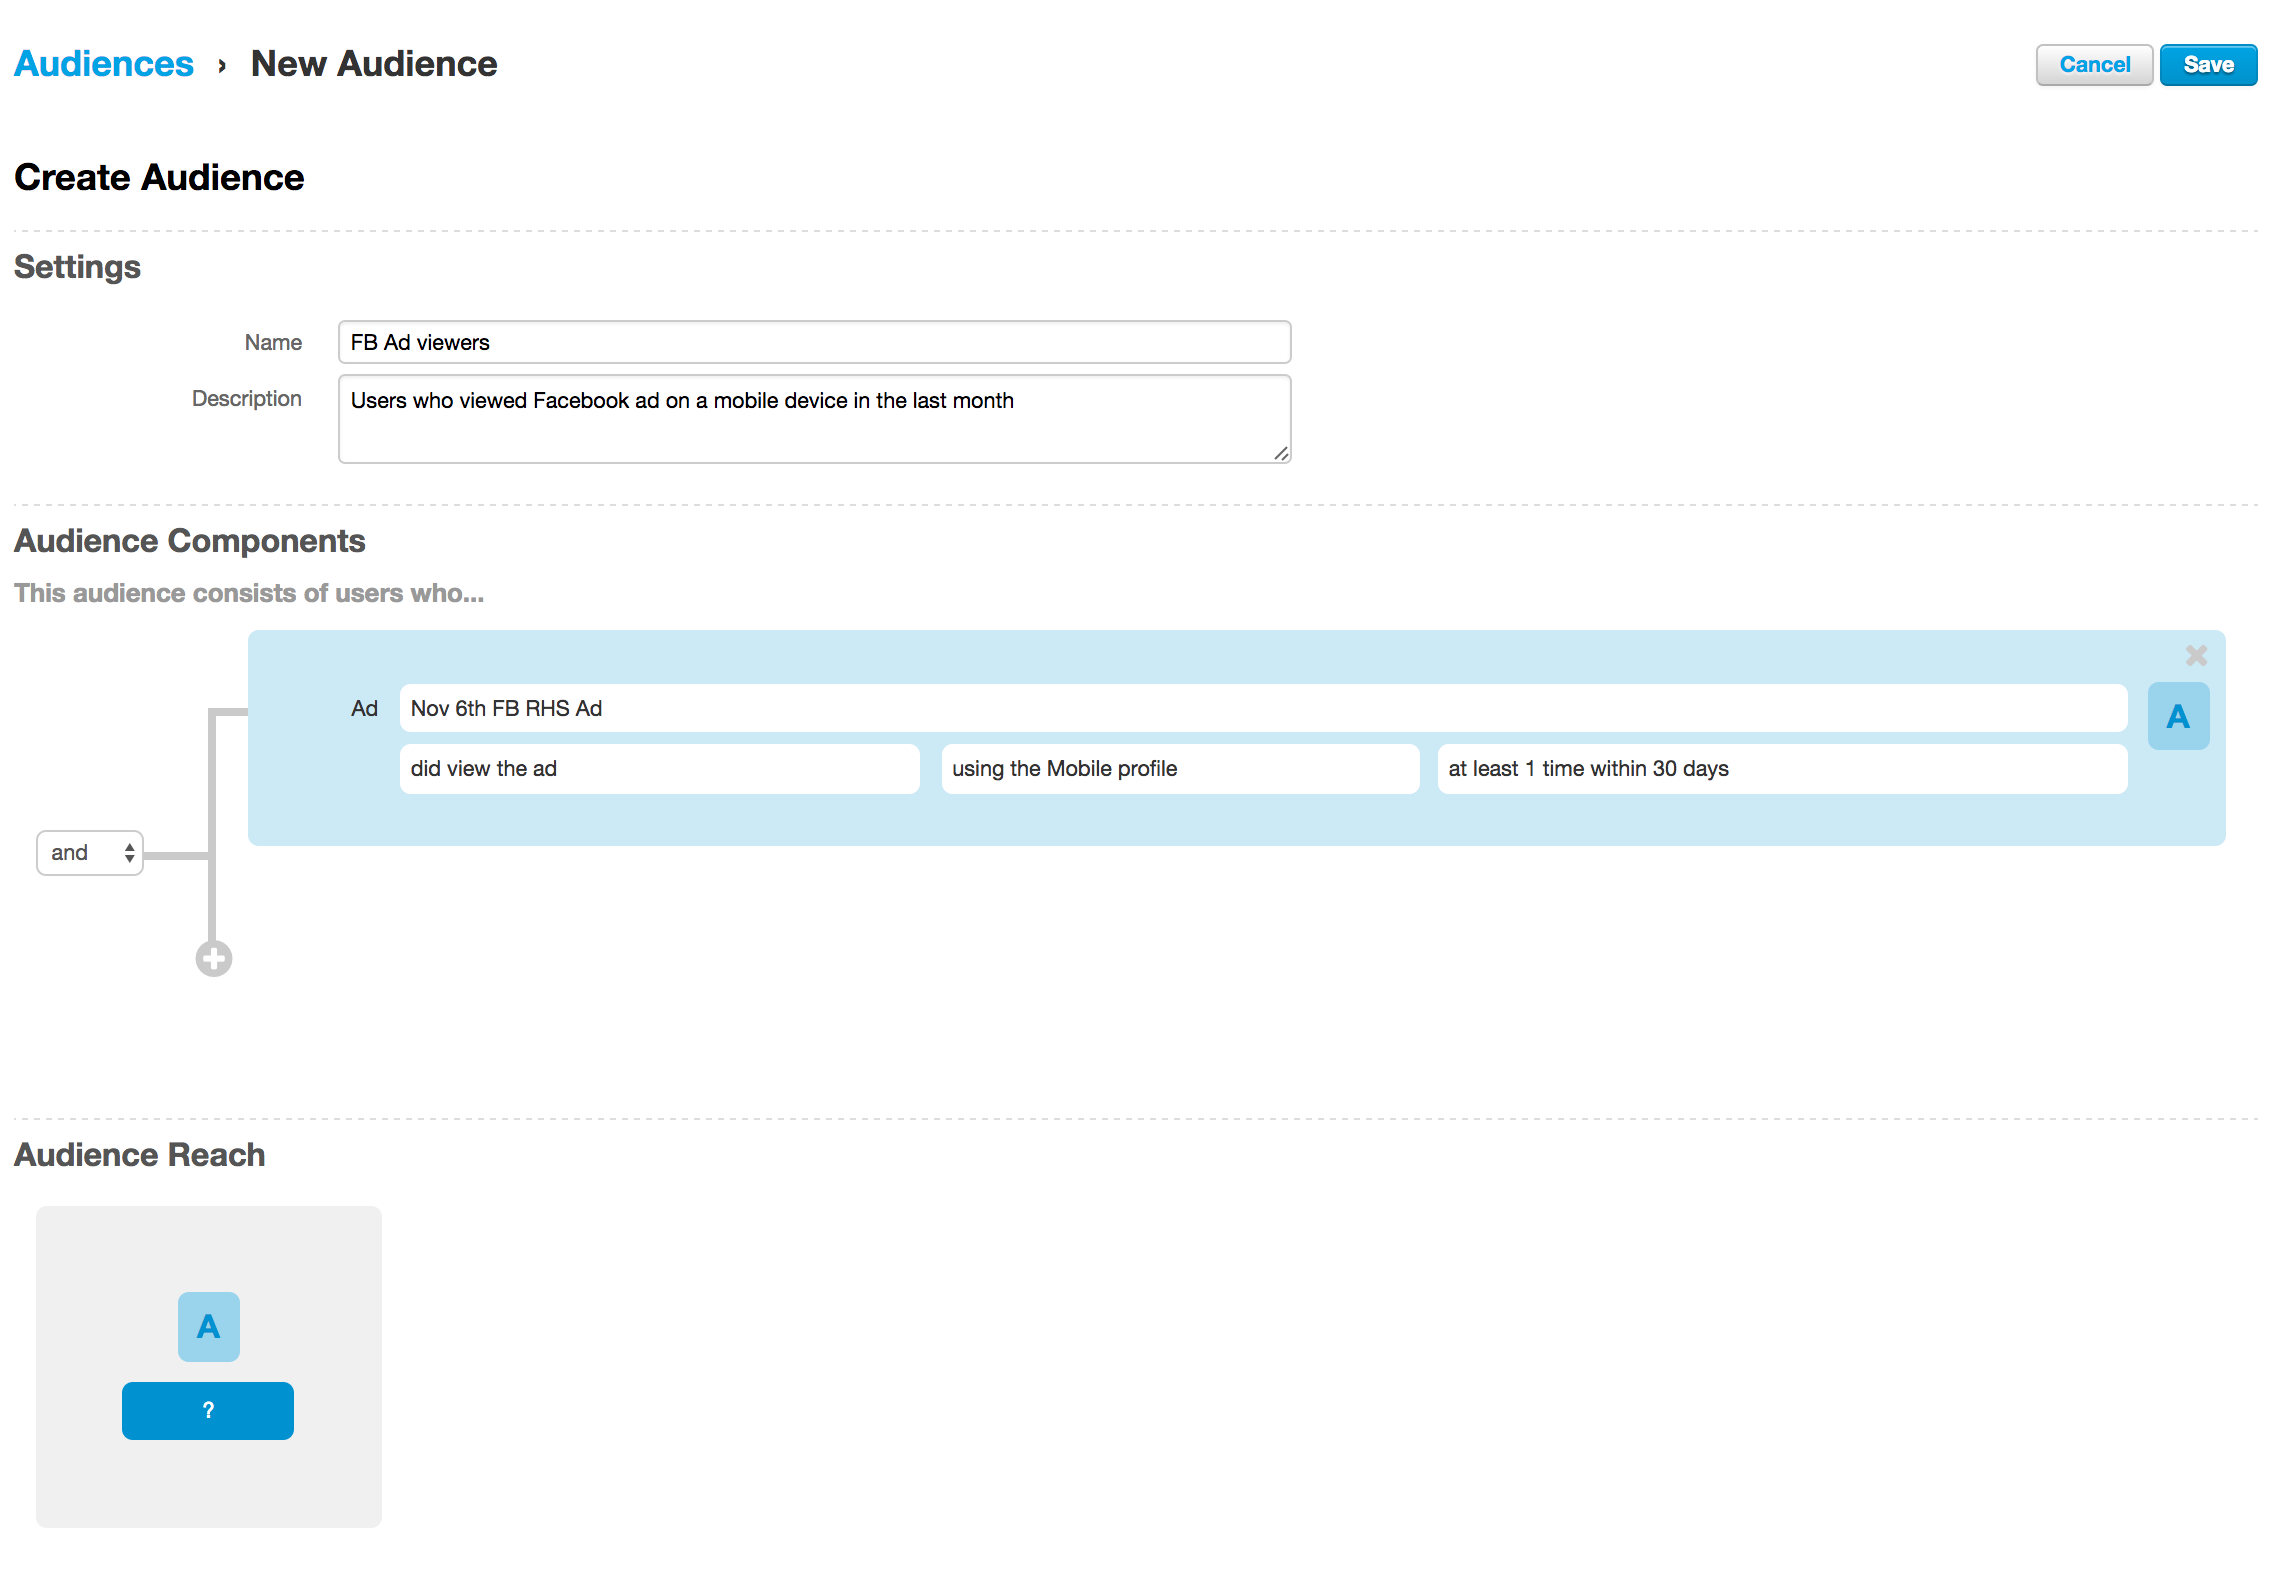 Audiences › New Audience
Cancel
Save
Create Audience
Settings
Name
FB Ad viewers
Description
Users who viewed Facebook ad on a mobile device in the last month
Audience Components
This audience consists of users who...
Ad
Nov 6th FB RHS Ad
A
did view the ad
using the Mobile profile
at least 1 time within 30 days
and
Audience Reach
A
?